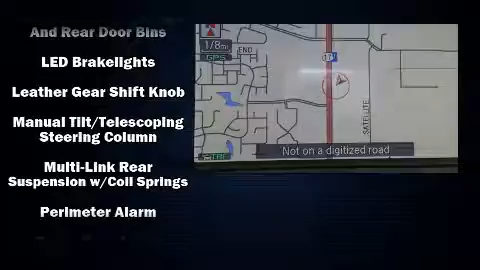 And Rear Door Bins
LED Brakelights
Leather Gear Shift Knob
Manual Tilt/Telescoping
Steering Column
Multi-Link Rear
Suspension w/Coil Springs
Perimeter Alarm
1/8mi
GPS
END
SATELLITE
Not on a digitized road